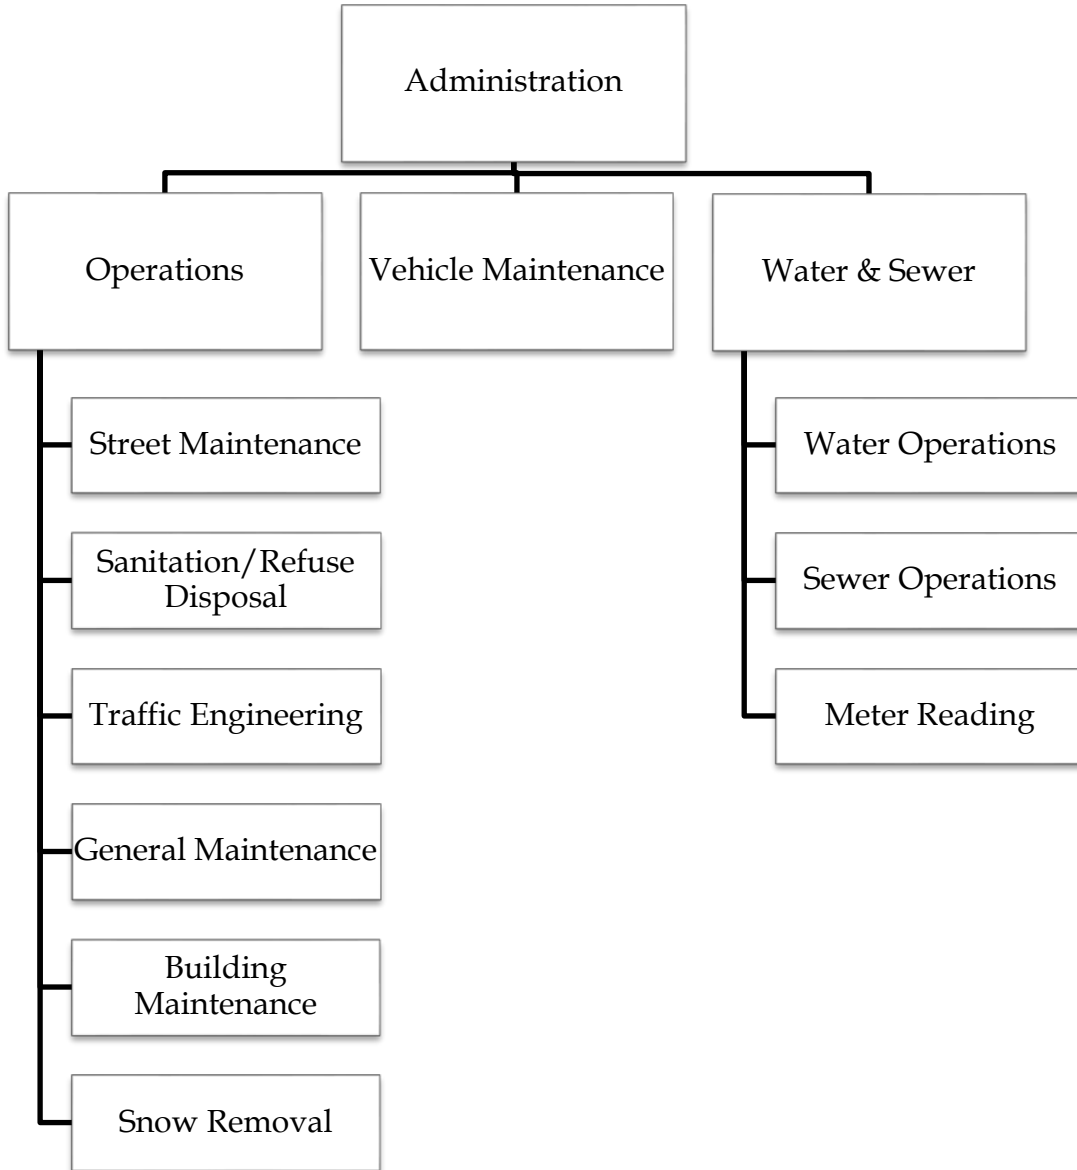 Administration
Operations
Vehicle Maintenance
Water & Sewer
Street Maintenance
Sanitation/Refuse
Disposal
Traffic Engineering
General Maintenance
Building
Maintenance
Snow Removal
Water Operations
Sewer Operations
Meter Reading